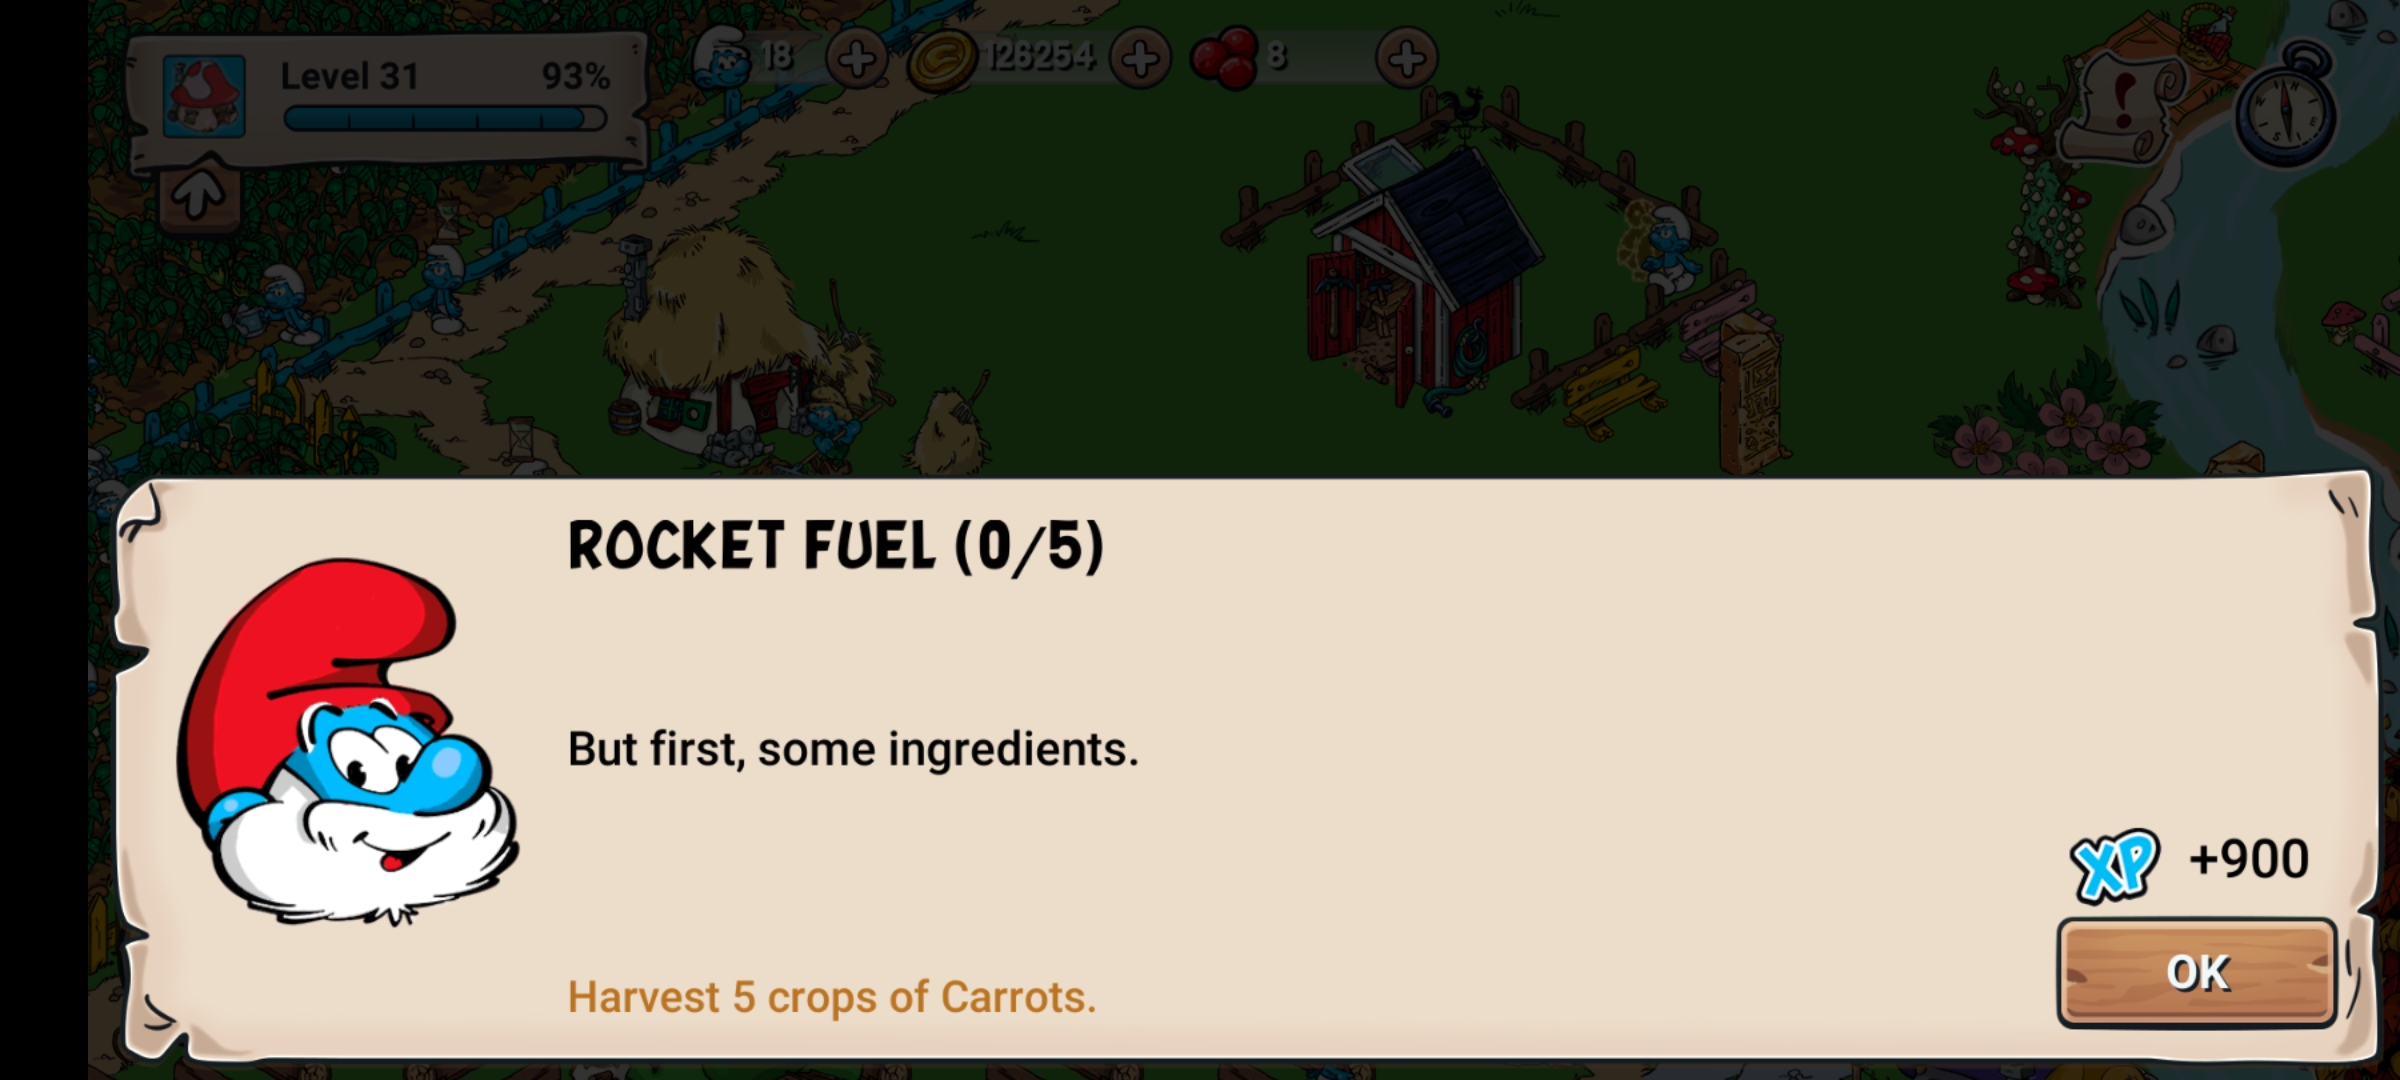 Level 31 93%
18
126254
8
ROCKET FUEL (0/5)
But first, some ingredients.
XP +900
OK
Harvest 5 crops of Carrots.